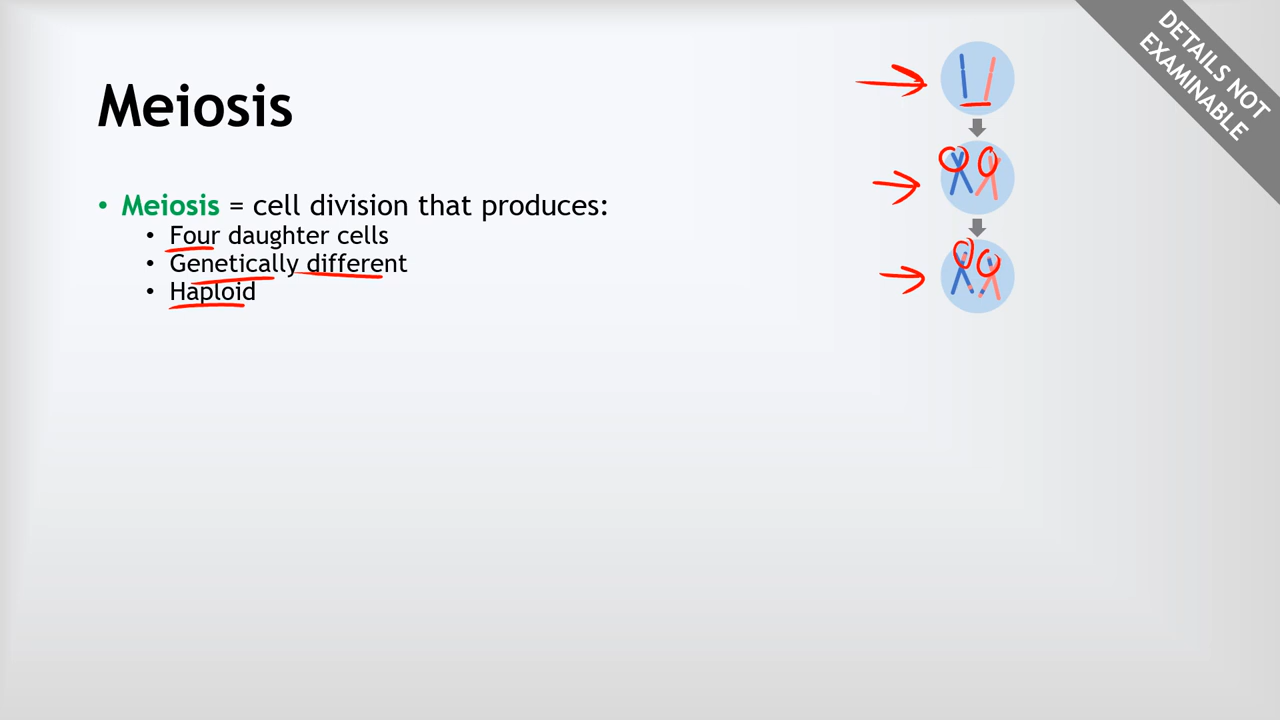 Meiosis
• Meiosis = cell division that produces:
• Four daughter cells
• Genetically different
• Haploid
DETAILS NOT
EXAMINABLE